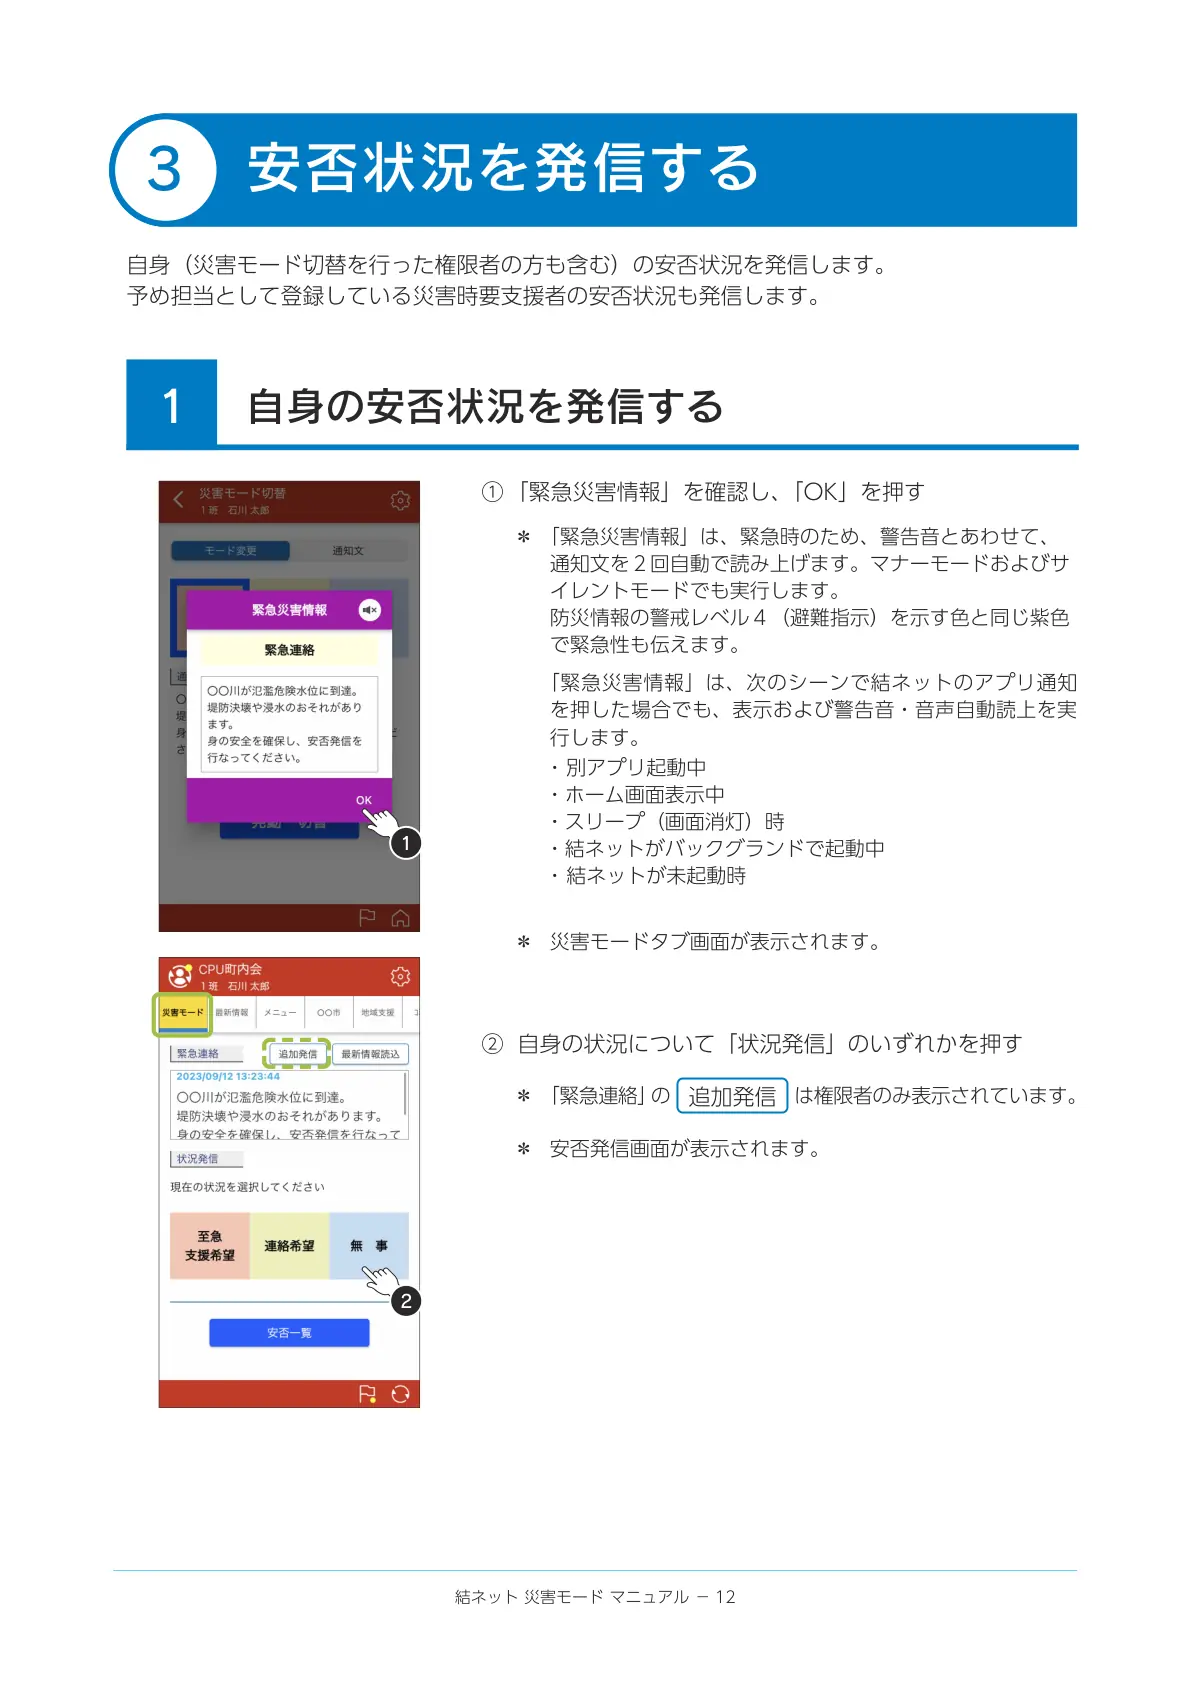 3 安否状況を発信する
自身（災害モード切替を行った権限者の方も含む）の安否状況を発信します。
予め担当として登録している災害時要支援者の安否状況も発信します。
1 自身の安否状況を発信する
災害モード切替
1班 石川 太郎
モード変更 通知文
緊急災害情報
緊急連絡
〇〇川が氾濫危険水位に到達。
堤防決壊や浸水のおそれがあり
ます。
身の安全を確保し、安否発信を
行なってください。
OK
1
① 「緊急災害情報」を確認し、「OK」を押す
＊ 「緊急災害情報」は、緊急時のため、警告音とあわせて、
通知文を２回自動で読み上げます。マナーモードおよびサ
イレントモードでも実行します。
防災情報の警戒レベル４（避難指示）を示す色と同じ紫色
で緊急性も伝えます。
「緊急災害情報」は、次のシーンで結ネットのアプリ通知
を押した場合でも、表示および警告音・音声自動読上を実
行します。
・別アプリ起動中
・ホーム画面表示中
・スリープ（画面消灯）時
・結ネットがバックグランドで起動中
・結ネットが未起動時
＊ 災害モードタブ画面が表示されます。
CPU町内会
1班 石川 太郎
災害モード 最新情報 メニュー 〇〇市 地域支援
緊急連絡 追加発信 最新情報読込
2023/09/12 13:23:44
〇〇川が氾濫危険水位に到達。
堤防決壊や浸水のおそれがあります。
身の安全を確保し、安否発信を行なって
状況発信
現在の状況を選択してください
至急
支援希望
連絡希望
無 事
2
安否一覧
② 自身の状況について「状況発信」のいずれかを押す
＊ 「緊急連絡」の 追加発信 は権限者のみ表示されています。
＊ 安否発信画面が表示されます。
結ネット 災害モード マニュアル － 12